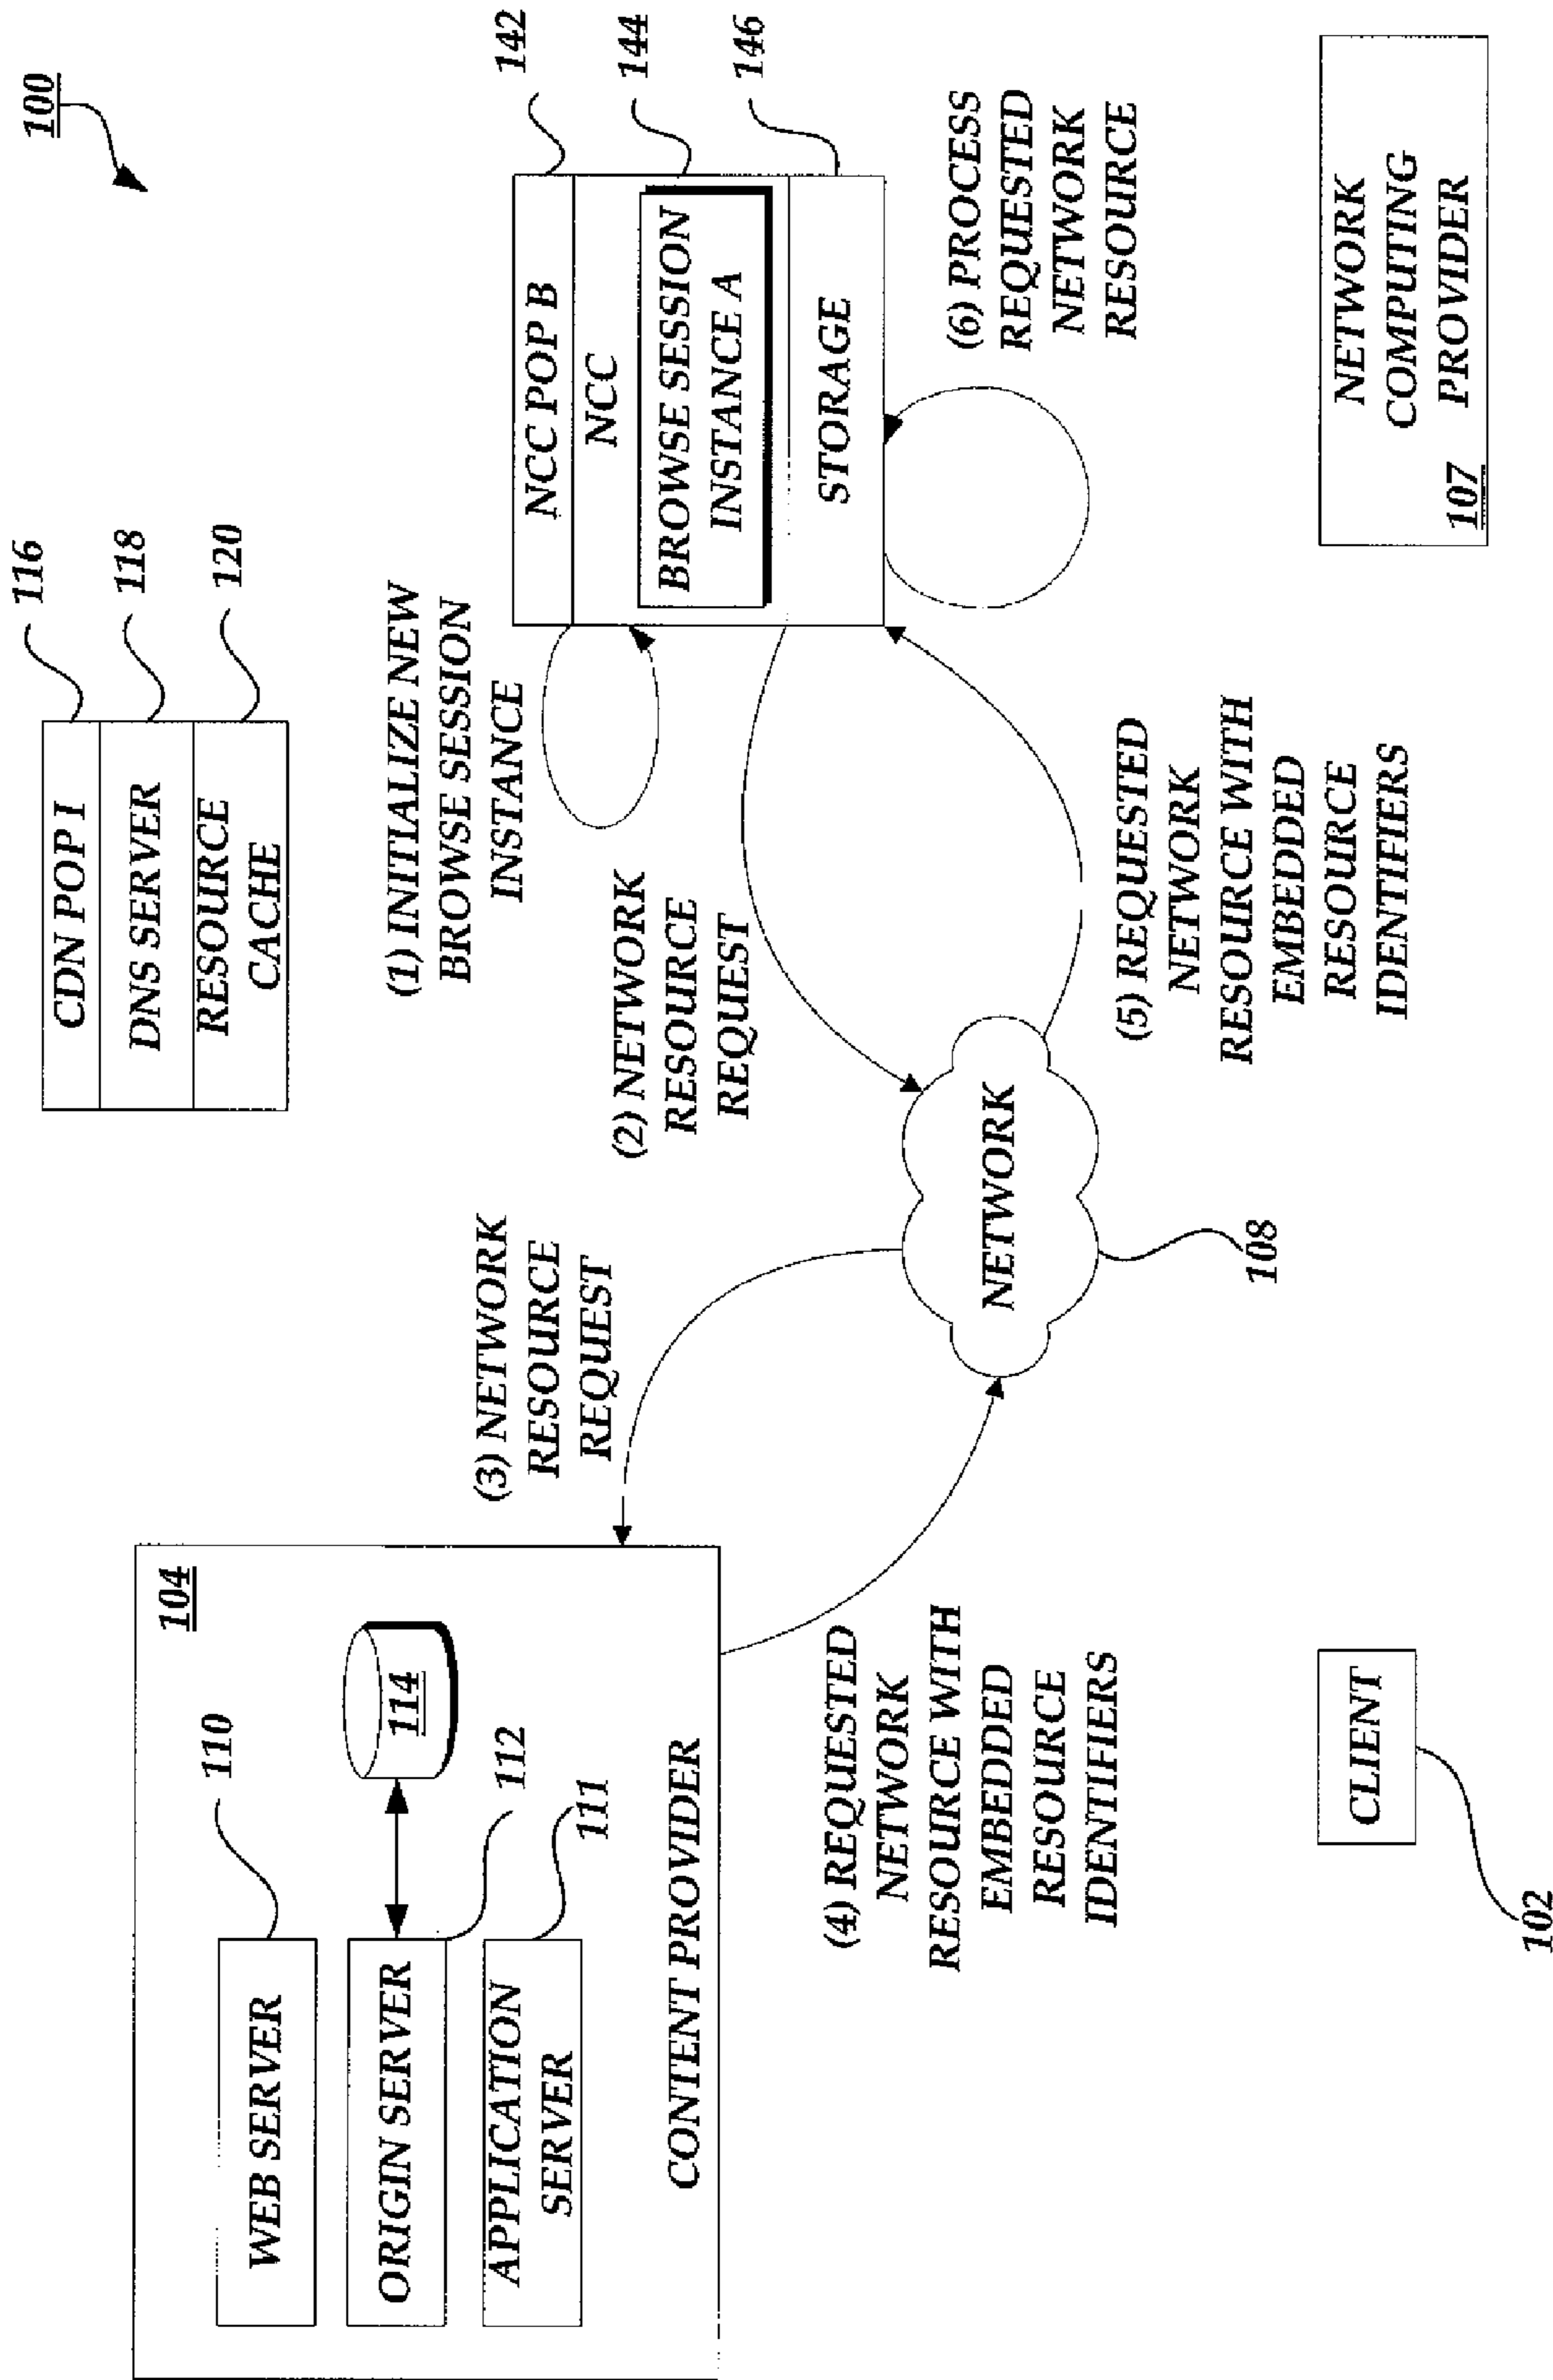 100
104
WEB SERVER
110
ORIGIN SERVER
114
112
APPLICATION
SERVER
111
CONTENT PROVIDER
CDN POP I
116
DNS SERVER
118
RESOURCE
CACHE
120
(1) INITIALIZE NEW
BROWSE SESSION
INSTANCE
(2) NETWORK
RESOURCE
REQUEST
(3) NETWORK
RESOURCE
REQUEST
NCC POP B
142
NCC
BROWSE SESSION
INSTANCE A
144
STORAGE
146
(4) REQUESTED
NETWORK
RESOURCE WITH
EMBEDDED
RESOURCE
IDENTIFIERS
NETWORK
108
(5) REQUESTED
NETWORK
RESOURCE WITH
EMBEDDED
RESOURCE
IDENTIFIERS
(6) PROCESS
REQUESTED
NETWORK
RESOURCE
CLIENT
102
NETWORK
COMPUTING
PROVIDER
107